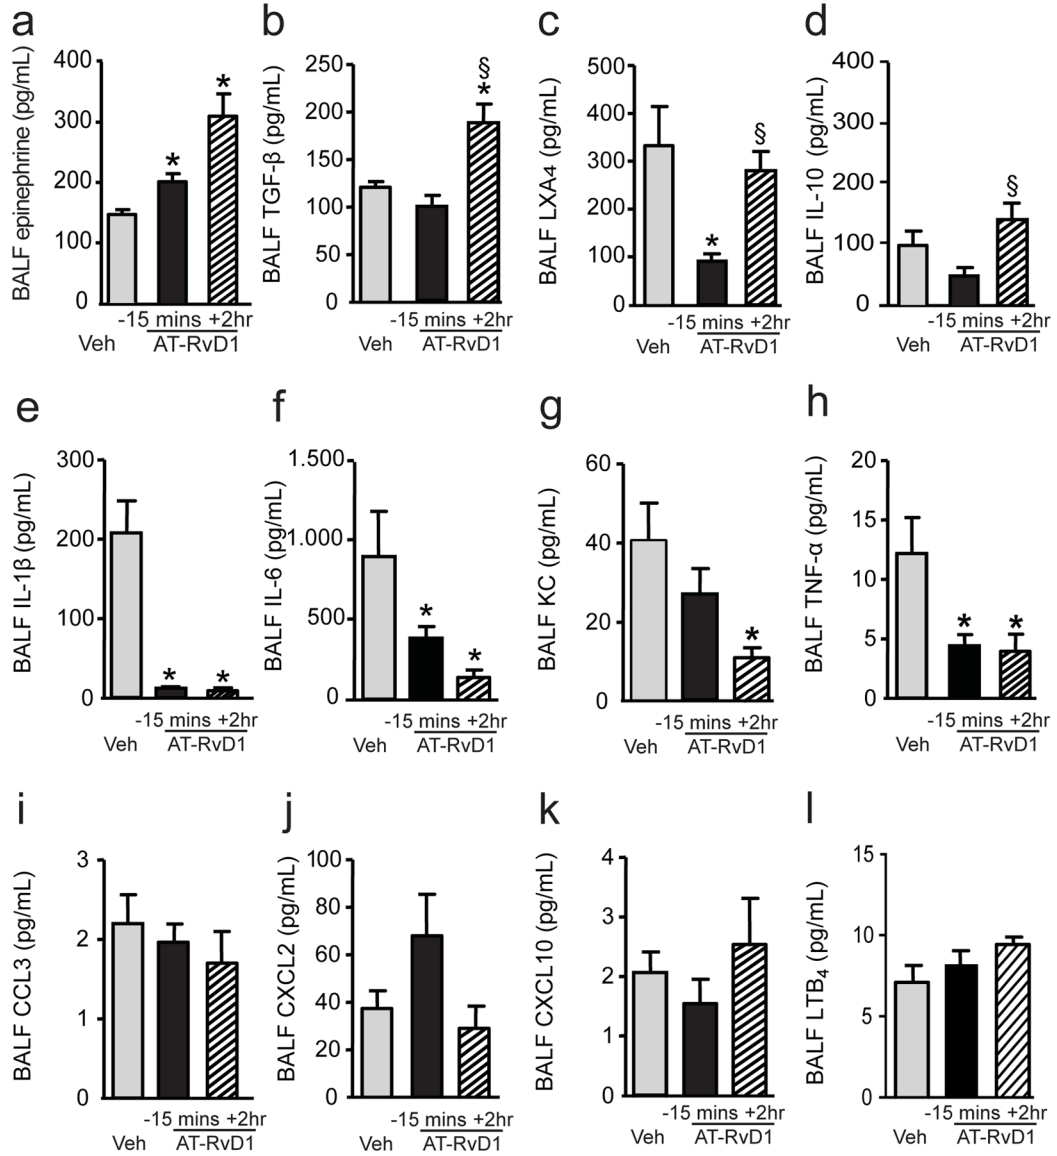 a
BALF epinephrine (pg/mL)
400
300
200
100
0
*
*
-15 mins +2hr
Veh
AT-RvD1
b
BALF TGF-β (pg/mL)
250
200
150
100
50
0
§
*
-15 mins +2hr
Veh
AT-RvD1
c
BALF LXA4 (pg/mL)
500
400
300
200
100
0
*
§
-15 mins +2hr
Veh
AT-RvD1
d
BALF IL-10 (pg/mL)
400
300
200
100
0
§
-15 mins +2hr
Veh
AT-RvD1
e
BALF IL-1β (pg/mL)
300
200
100
0
*
*
-15 mins +2hr
Veh
AT-RvD1
f
BALF IL-6 (pg/mL)
1.500
1.000
500
0
*
*
-15 mins +2hr
Veh
AT-RvD1
g
BALF KC (pg/mL)
60
40
20
0
*
-15 mins +2hr
Veh
AT-RvD1
h
BALF TNF-α (pg/mL)
20
15
10
5
0
*
*
-15 mins +2hr
Veh
AT-RvD1
i
BALF CCL3 (pg/mL)
3
2
1
0
-15 mins +2hr
Veh
AT-RvD1
j
BALF CXCL2 (pg/mL)
100
80
60
40
20
0
-15 mins +2hr
Veh
AT-RvD1
k
BALF CXCL10 (pg/mL)
4
3
2
1
0
-15 mins +2hr
Veh
AT-RvD1
l
BALF LTB4 (pg/mL)
15
10
5
0
-15 mins +2hr
Veh
AT-RvD1